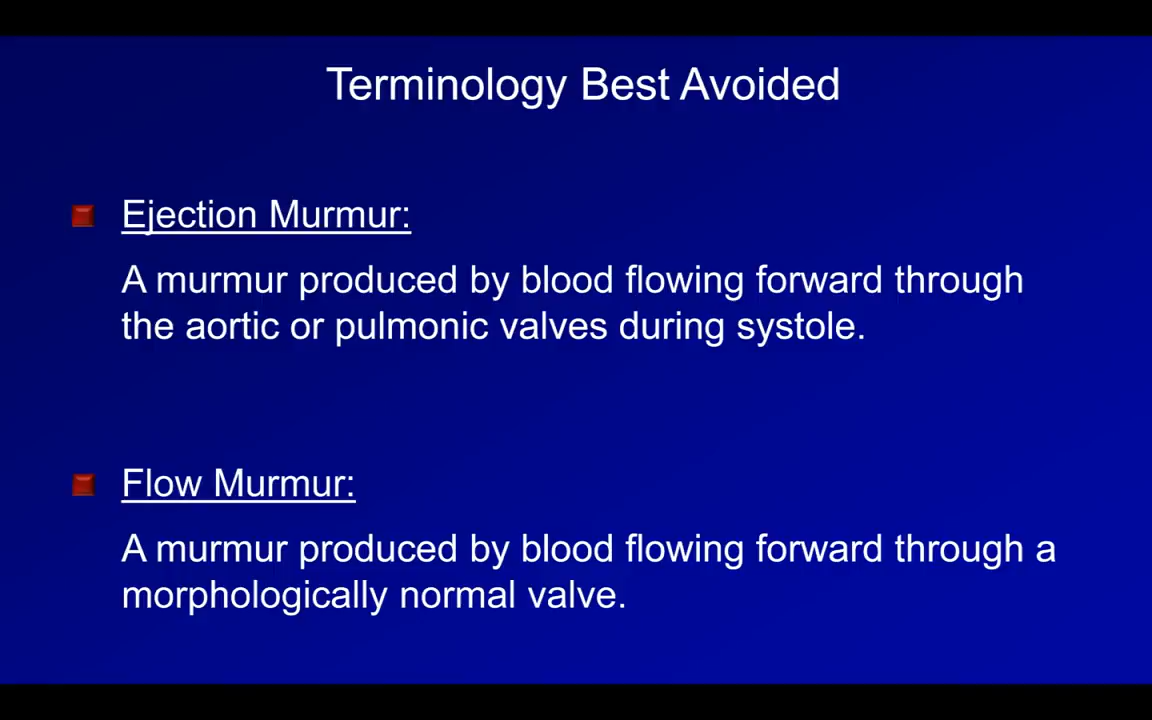 Terminology Best Avoided
Ejection Murmur:
A murmur produced by blood flowing forward through
the aortic or pulmonic valves during systole.
Flow Murmur:
A murmur produced by blood flowing forward through a
morphologically normal valve.